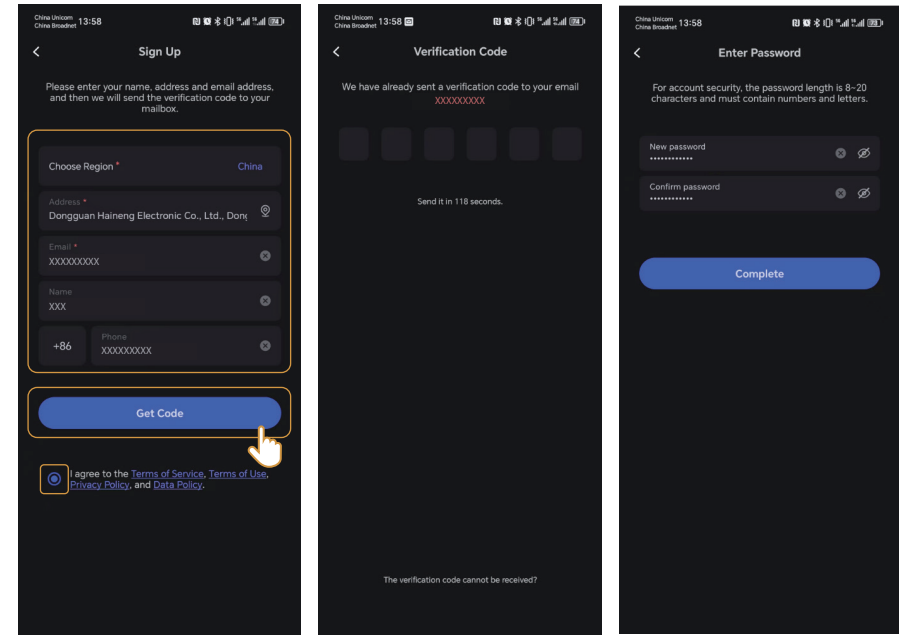 China Unicom
China Broadnet 13:58
Sign Up
Please enter your name, address and email address,
and then we will send the verification code to your
mailbox.
Choose Region *
China
Address *
Dongguan Haineng Electronic Co., Ltd., Dong
Email *
XXXXXXXXX
Name
XXX
+86
Phone
XXXXXXXXX
Get Code
I agree to the Terms of Service, Terms of Use,
Privacy Policy, and Data Policy.
China Unicom
China Broadnet 13:58
Verification Code
We have already sent a verification code to your email
XXXXXXXXX
Send it in 118 seconds.
The verification code cannot be received?
China Unicom
China Broadnet 13:58
Enter Password
For account security, the password length is 8~20
characters and must contain numbers and letters.
New password
••••••••••••
Confirm password
••••••••••••
Complete